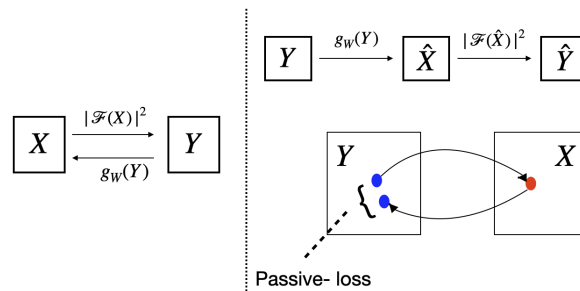 X
|ℱ(X)|²
g_W(Y)
Y
Y
g_W(Y)
X̂
|ℱ(X̂)|²
Ŷ
Y
X
{
Passive- loss